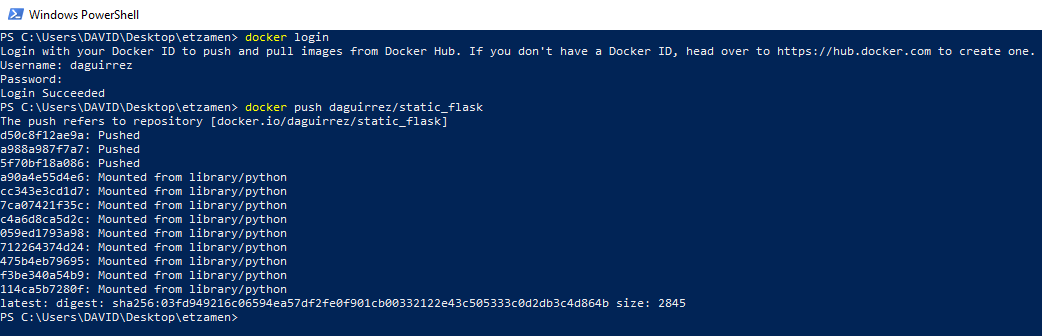 Windows PowerShell
PS C:\Users\DAVID\Desktop\etzamen> docker login
Login with your Docker ID to push and pull images from Docker Hub. If you don't have a Docker ID, head over to https://hub.docker.com to create one.
Username: daguirrez
Password:
Login Succeeded
PS C:\Users\DAVID\Desktop\etzamen> docker push daguirrez/static_flask
The push refers to repository [docker.io/daguirrez/static_flask]
d50c8f12ae9a: Pushed
a988a987f7a7: Pushed
5f70bf18a086: Pushed
a90a4e55d4e6: Mounted from library/python
cc343e3cd1d7: Mounted from library/python
7ca07421f35c: Mounted from library/python
c4a6d8ca5d2c: Mounted from library/python
059ed1793a98: Mounted from library/python
712264374d24: Mounted from library/python
475b4eb79695: Mounted from library/python
f3be340a54b9: Mounted from library/python
114ca5b7280f: Mounted from library/python
latest: digest: sha256:03fd949216c06594ea57df2fe0f901cb00332122e43c505333c0d2db3c4d864b size: 2845
PS C:\Users\DAVID\Desktop\etzamen>